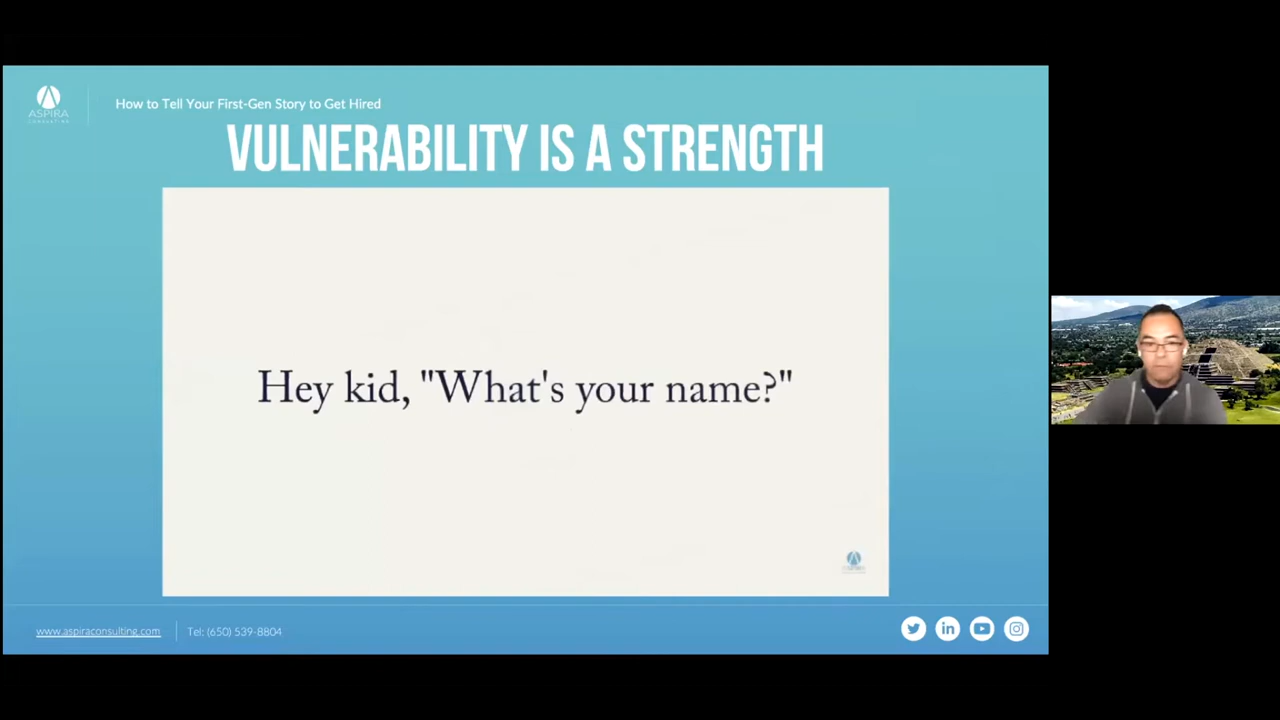 ASPIRA
CONSULTING
How to Tell Your First-Gen Story to Get Hired
VULNERABILITY IS A STRENGTH
Hey kid, "What's your name?"
www.aspiraconsulting.com
Tel: (650) 539-8804